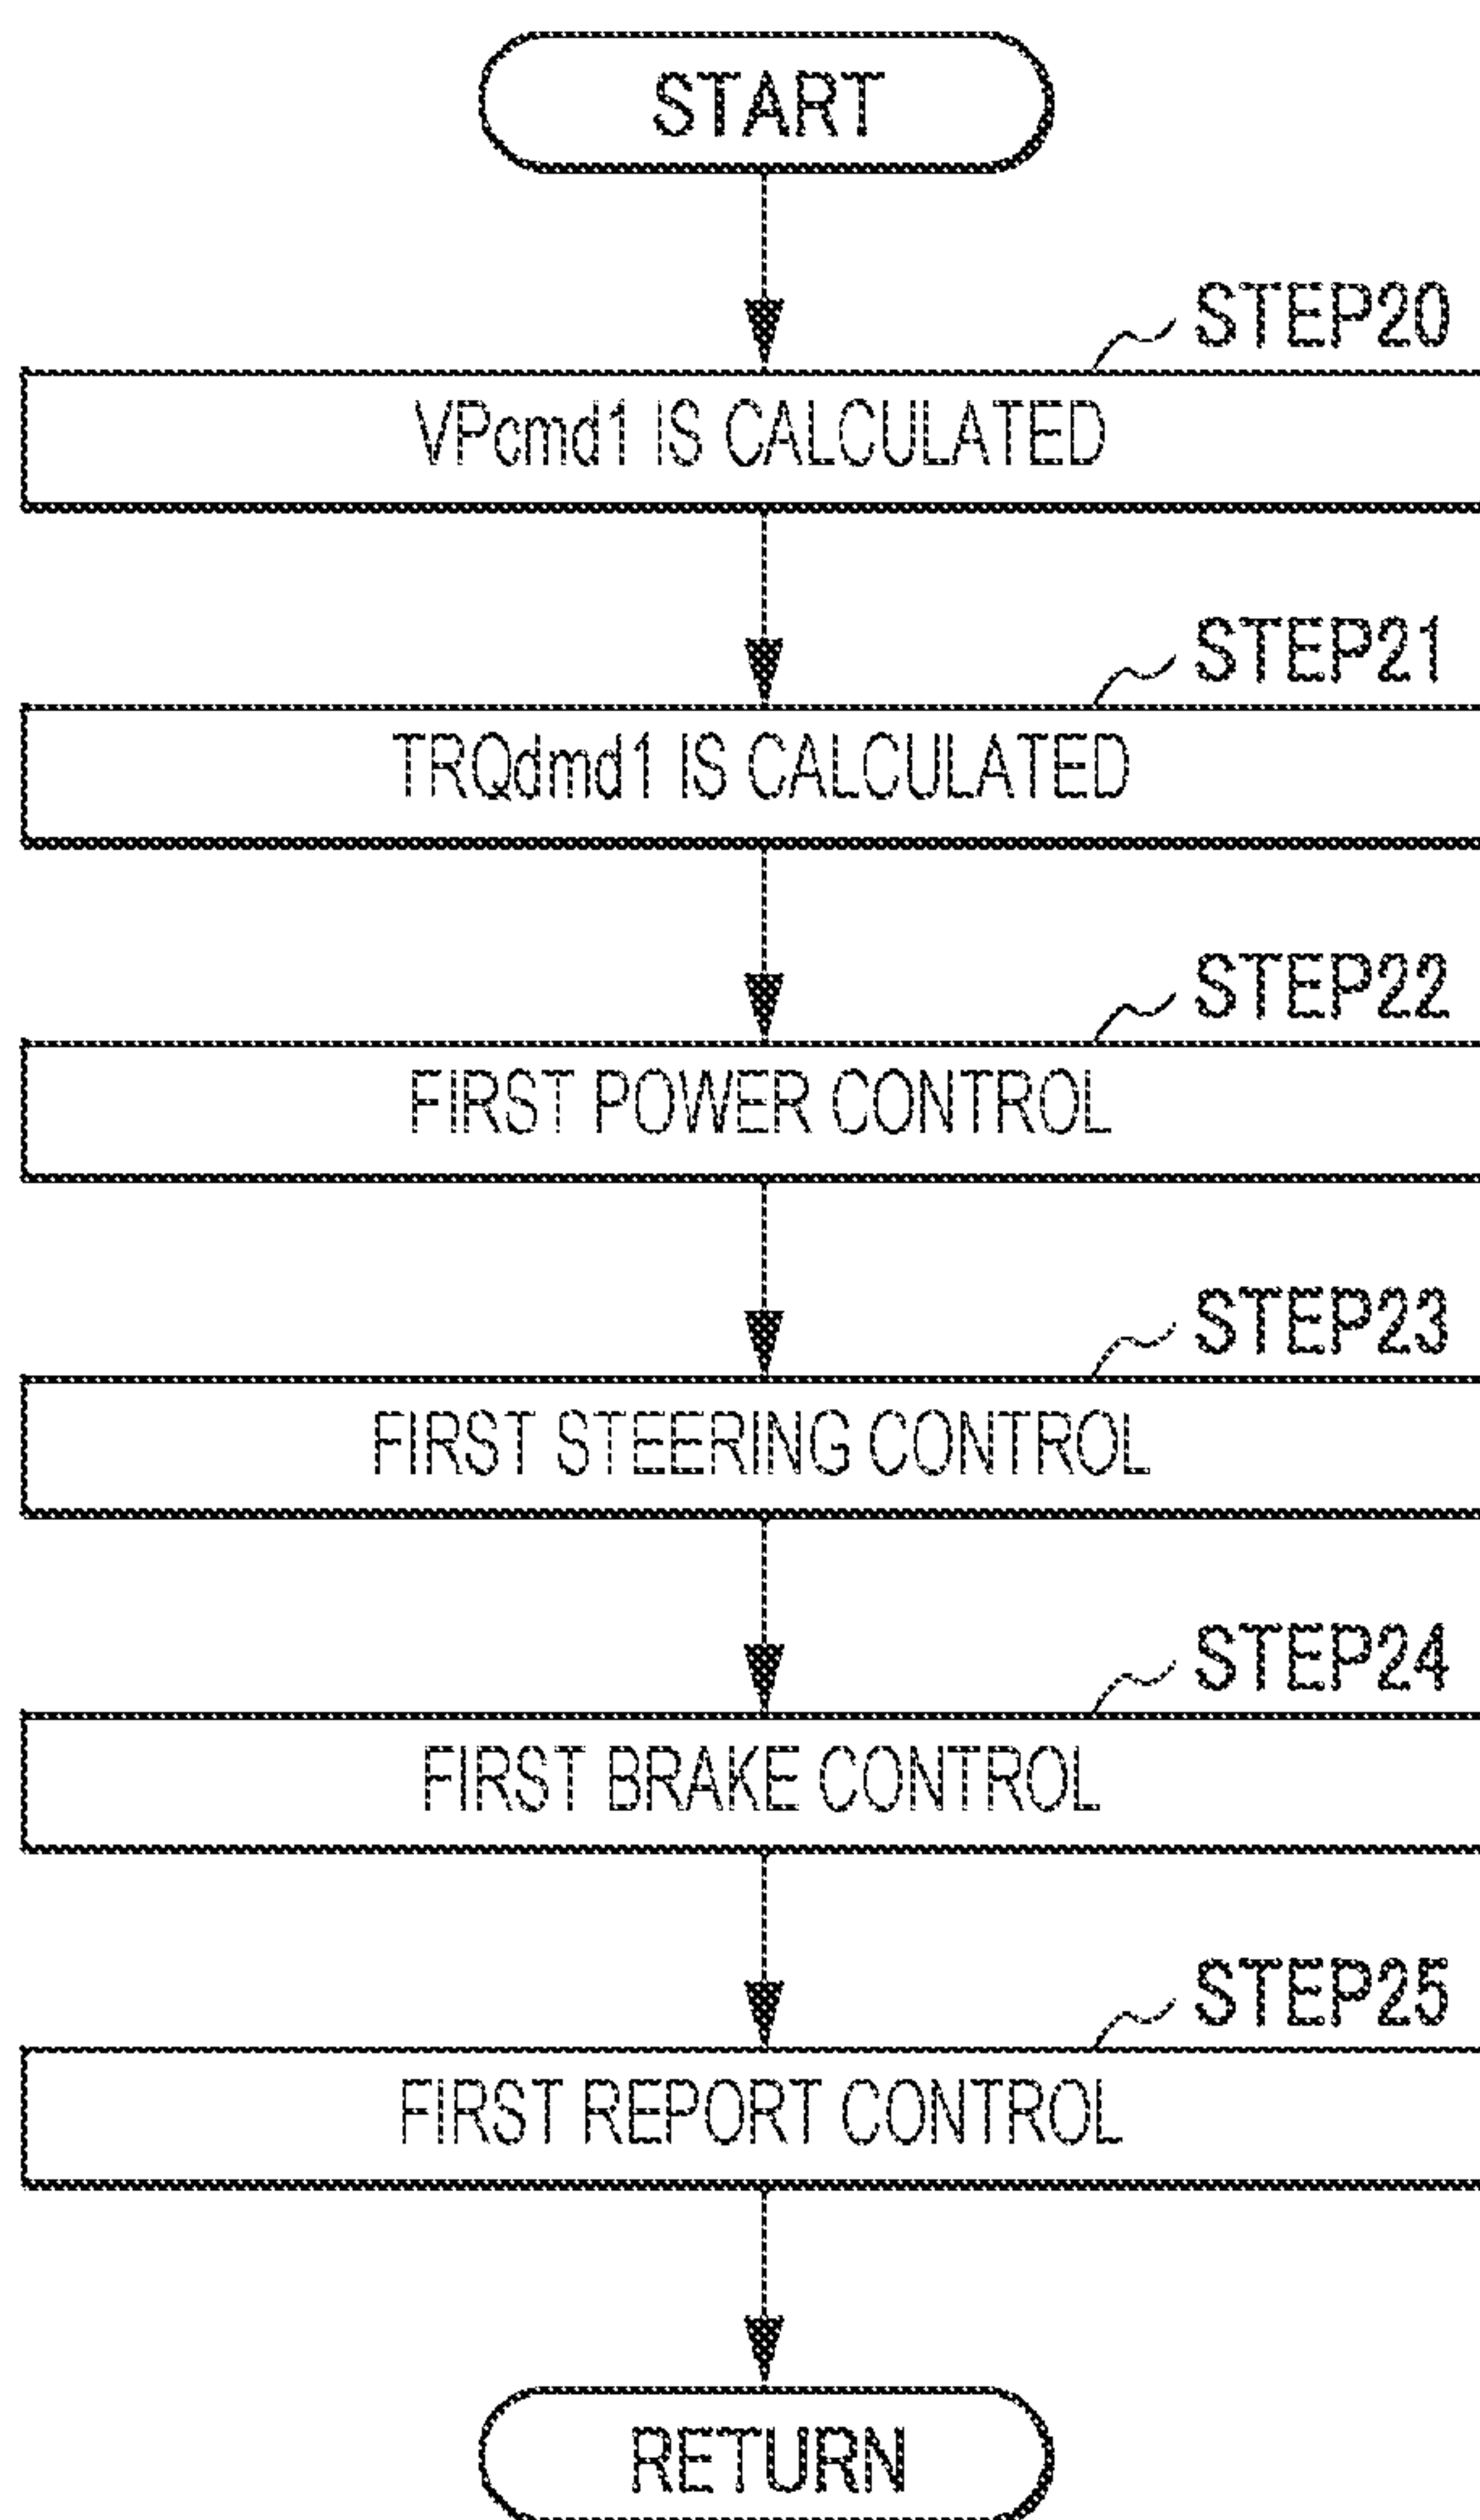 START
STEP20
VPcmd1 IS CALCULATED
STEP21
TRQdmd1 IS CALCULATED
STEP22
FIRST POWER CONTROL
STEP23
FIRST STEERING CONTROL
STEP24
FIRST BRAKE CONTROL
STEP25
FIRST REPORT CONTROL
RETURN